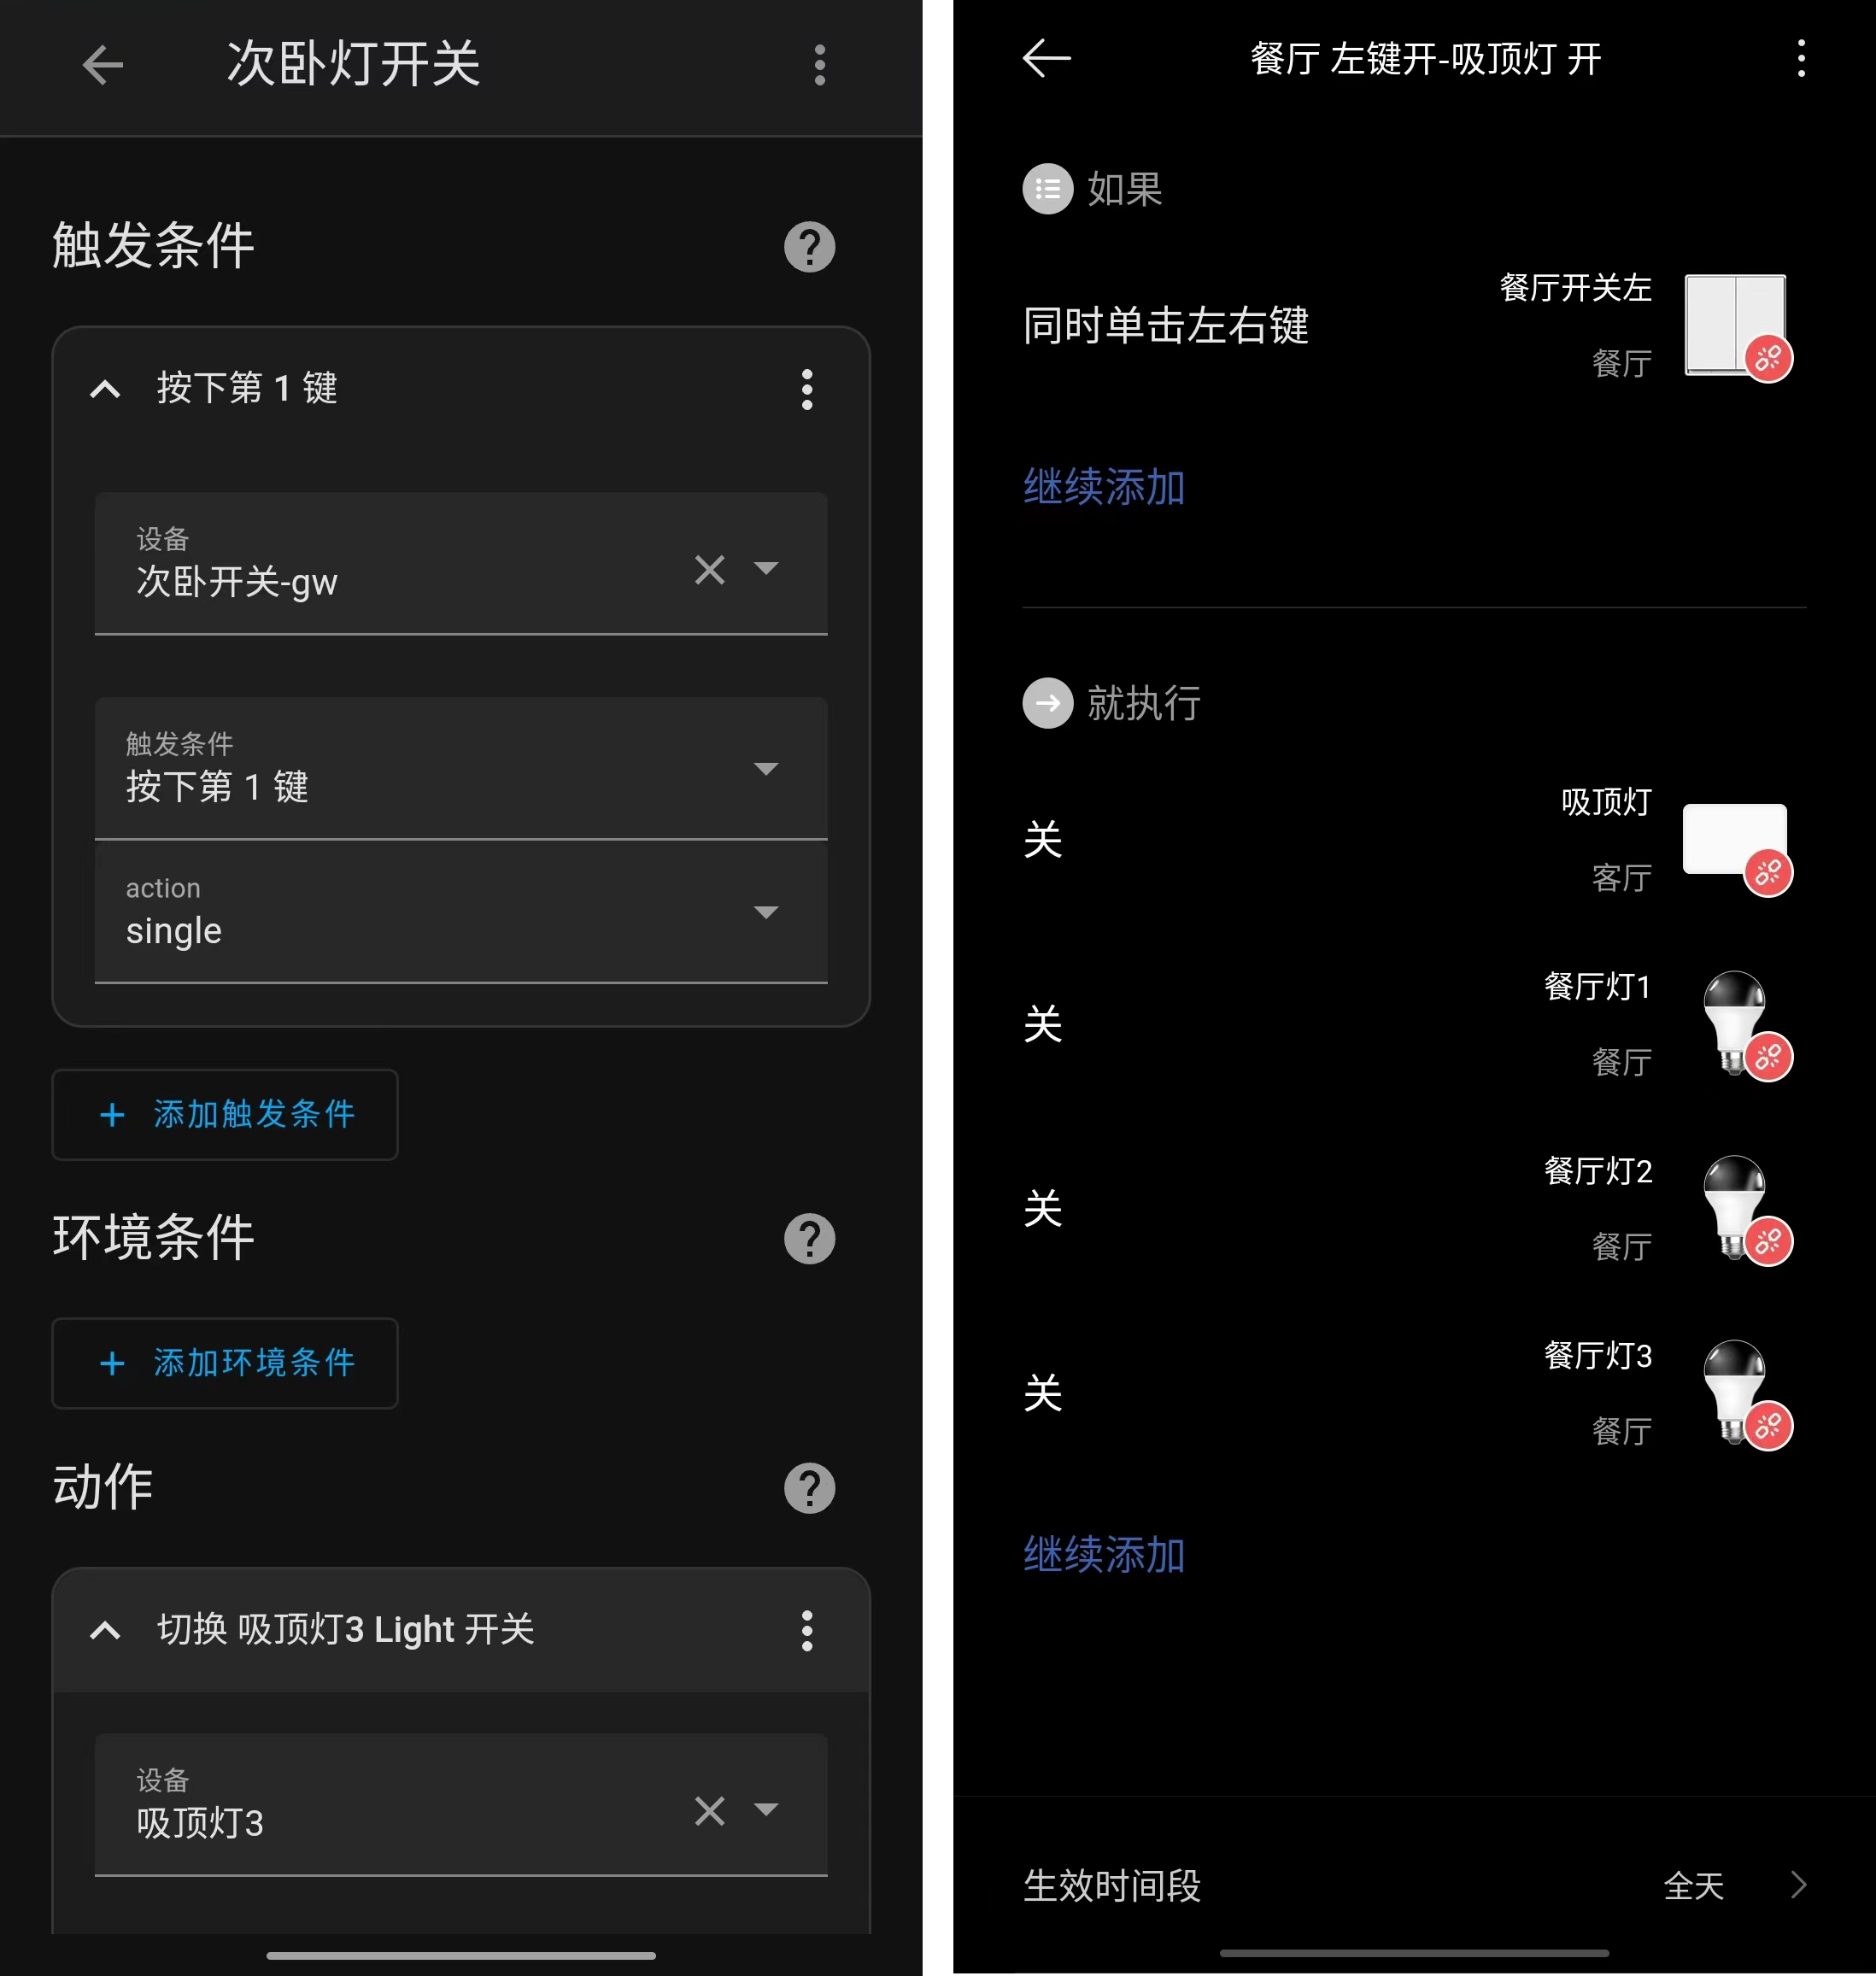 次卧灯开关
触发条件
按下第 1 键
设备
次卧开关-gw
触发条件
按下第 1 键
action
single
+ 添加触发条件
环境条件
+ 添加环境条件
动作
切换 吸顶灯3 Light 开关
设备
吸顶灯3
餐厅 左键开-吸顶灯 开
如果
同时单击左右键
餐厅开关左
餐厅
继续添加
就执行
关
吸顶灯
客厅
关
餐厅灯1
餐厅
关
餐厅灯2
餐厅
关
餐厅灯3
餐厅
继续添加
生效时间段
全天